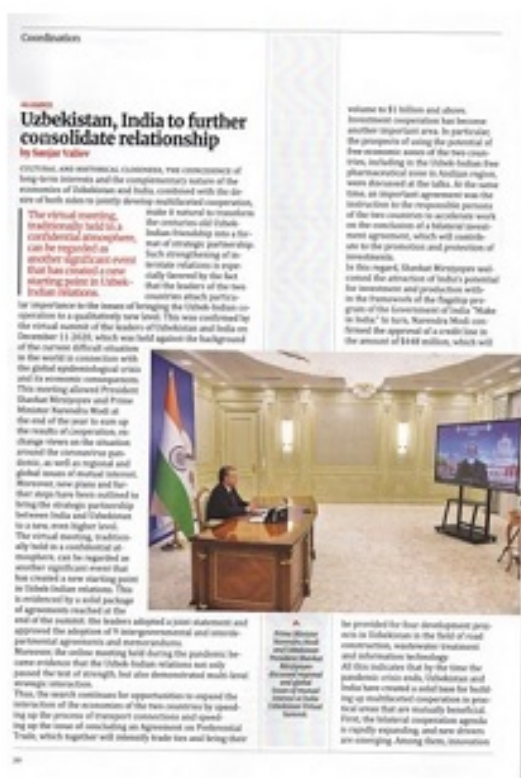 Coordination
Uzbekistan, India to further
consolidate relationship
by Sanjar Valiev
CULTURAL AND HISTORICAL CLOSENESS, THE COINCIDENCE OF
long-term interests and the complementary nature of the
economies of Uzbekistan and India, combined with the de-
sire of both sides to jointly develop multifaceted cooperation,
make it natural to transform
the centuries-old Uzbek-
Indian friendship into a for-
mat of strategic partnership.
Such strengthening of in-
terstate relations is espe-
cially favored by the fact
that the leaders of the two
countries attach particu-
The virtual meeting,
traditionally held in a
confidential atmosphere,
can be regarded as
another significant event
that has created a new
starting point in Uzbek-
Indian relations.
lar importance to the issues of bringing the Uzbek-Indian co-
operation to a qualitatively new level. This was confirmed by
the virtual summit of the leaders of Uzbekistan and India on
December 11 2020, which was held against the background
of the current difficult situation
in the world in connection with
the global epidemiological crisis
and its economic consequences.
This meeting allowed President
Shavkat Mirziyoyev and Prime
Minister Narendra Modi at
the end of the year to sum up
the results of cooperation, ex-
change views on the situation
around the coronavirus pan-
demic, as well as regional and
global issues of mutual interest.
Moreover, new plans and fur-
ther steps have been outlined to
bring the strategic partnership
between India and Uzbekistan
to a new, even higher level.
The virtual meeting, tradition-
ally held in a confidential at-
mosphere, can be regarded as
another significant event that
has created a new starting point
in Uzbek-Indian relations. This
is evidenced by a solid package
of agreements reached at the
end of the summit: the leaders adopted a joint statement and
approved the adoption of 9 intergovernmental and interde-
partmental agreements and memorandums.
Moreover, the online meeting held during the pandemic be-
came evidence that the Uzbek-Indian relations not only
passed the test of strength, but also demonstrated multi-level
strategic interaction.
Thus, the search continues for opportunities to expand the
interaction of the economies of the two countries by speed-
ing up the process of transport connections and speed-
ing up the issue of concluding an Agreement on Preferential
Trade, which together will intensify trade ties and bring their
volume to $1 billion and above.
Investment cooperation has become
another important area. In particular,
the prospects of using the potential of
free economic zones of the two coun-
tries, including in the Uzbek-Indian free
pharmaceutical zone in Andijan region,
were discussed at the talks. At the same
time, an important agreement was the
instruction to the responsible persons
of the two countries to accelerate work
on the conclusion of a bilateral invest-
ment agreement, which will contrib-
ute to the promotion and protection of
investments.
In this regard, Shavkat Mirziyoyev wel-
comed the attraction of India's potential
for investment and production with-
in the framework of the flagship pro-
gram of the Government of India "Make
in India." In turn, Narendra Modi con-
firmed the approval of a credit line in
the amount of $448 million, which will
Prime Minister
Narendra Modi
and Uzbekistan
President Shavkat
Mirziyoyev
discussed regional
and global
issues of mutual
interest at India
Uzbekistan Virtual
Summit.
be provided for four development proj-
ects in Uzbekistan in the field of road
construction, wastewater treatment
and information technology.
All this indicates that by the time the
pandemic crisis ends, Uzbekistan and
India have created a solid base for build-
ing up multifaceted cooperation in prac-
tical areas that are mutually beneficial.
First, the bilateral cooperation agenda
is rapidly expanding, and new drivers
are emerging. Among them, innovation